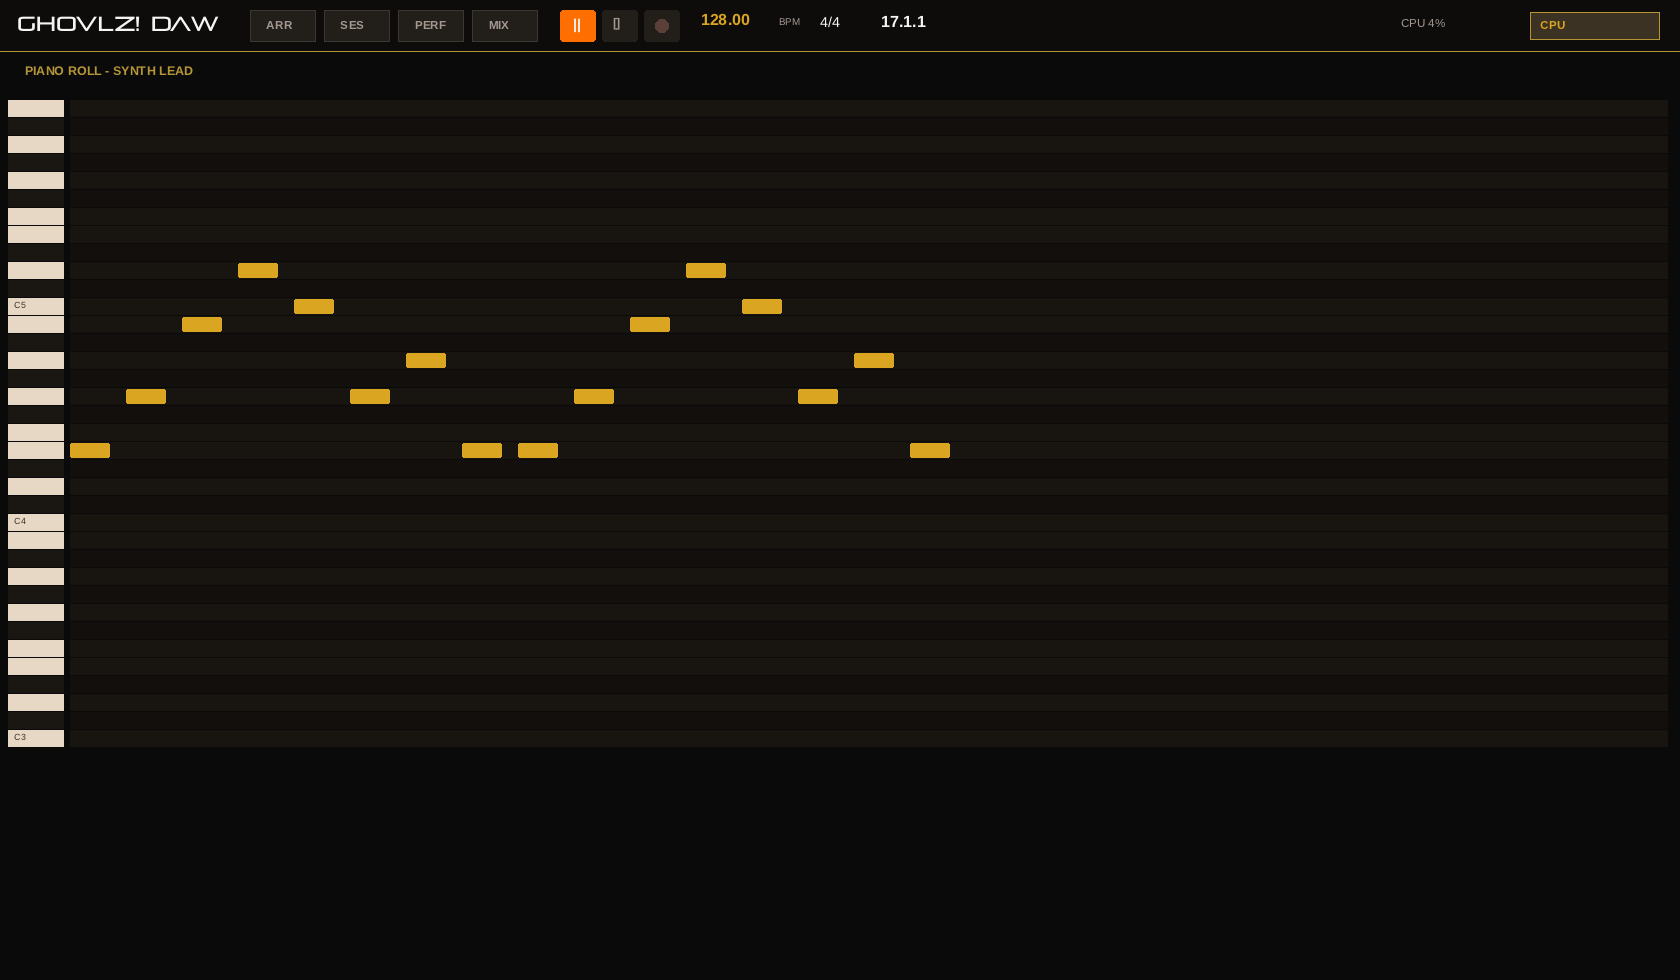 GHOVLZ! DAW
ARR
SES
PERF
MIX
128.00
BPM
4/4
17.1.1
CPU 4%
CPU
PIANO ROLL - SYNTH LEAD
C5
C4
C3